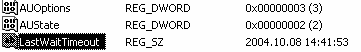 AUOptions REG_DWORD 0x00000003 (3)
AUState REG_DWORD 0x00000002 (2)
LastWaitTimeout REG_SZ 2004.10.08 14:41:53